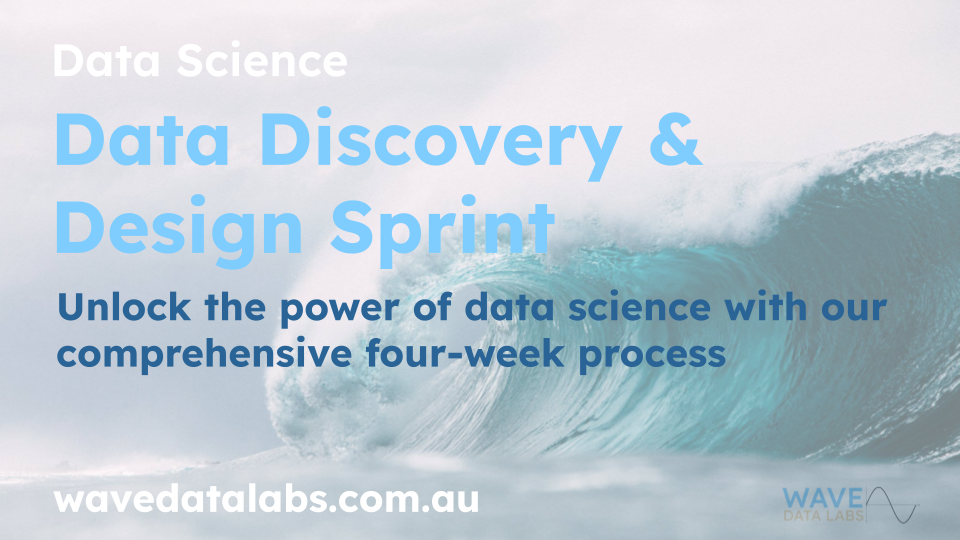 Data Science
Data Discovery &
Design Sprint
Unlock the power of data science with our
comprehensive four-week process
wavedatalabs.com.au
WAVE
DATA LABS